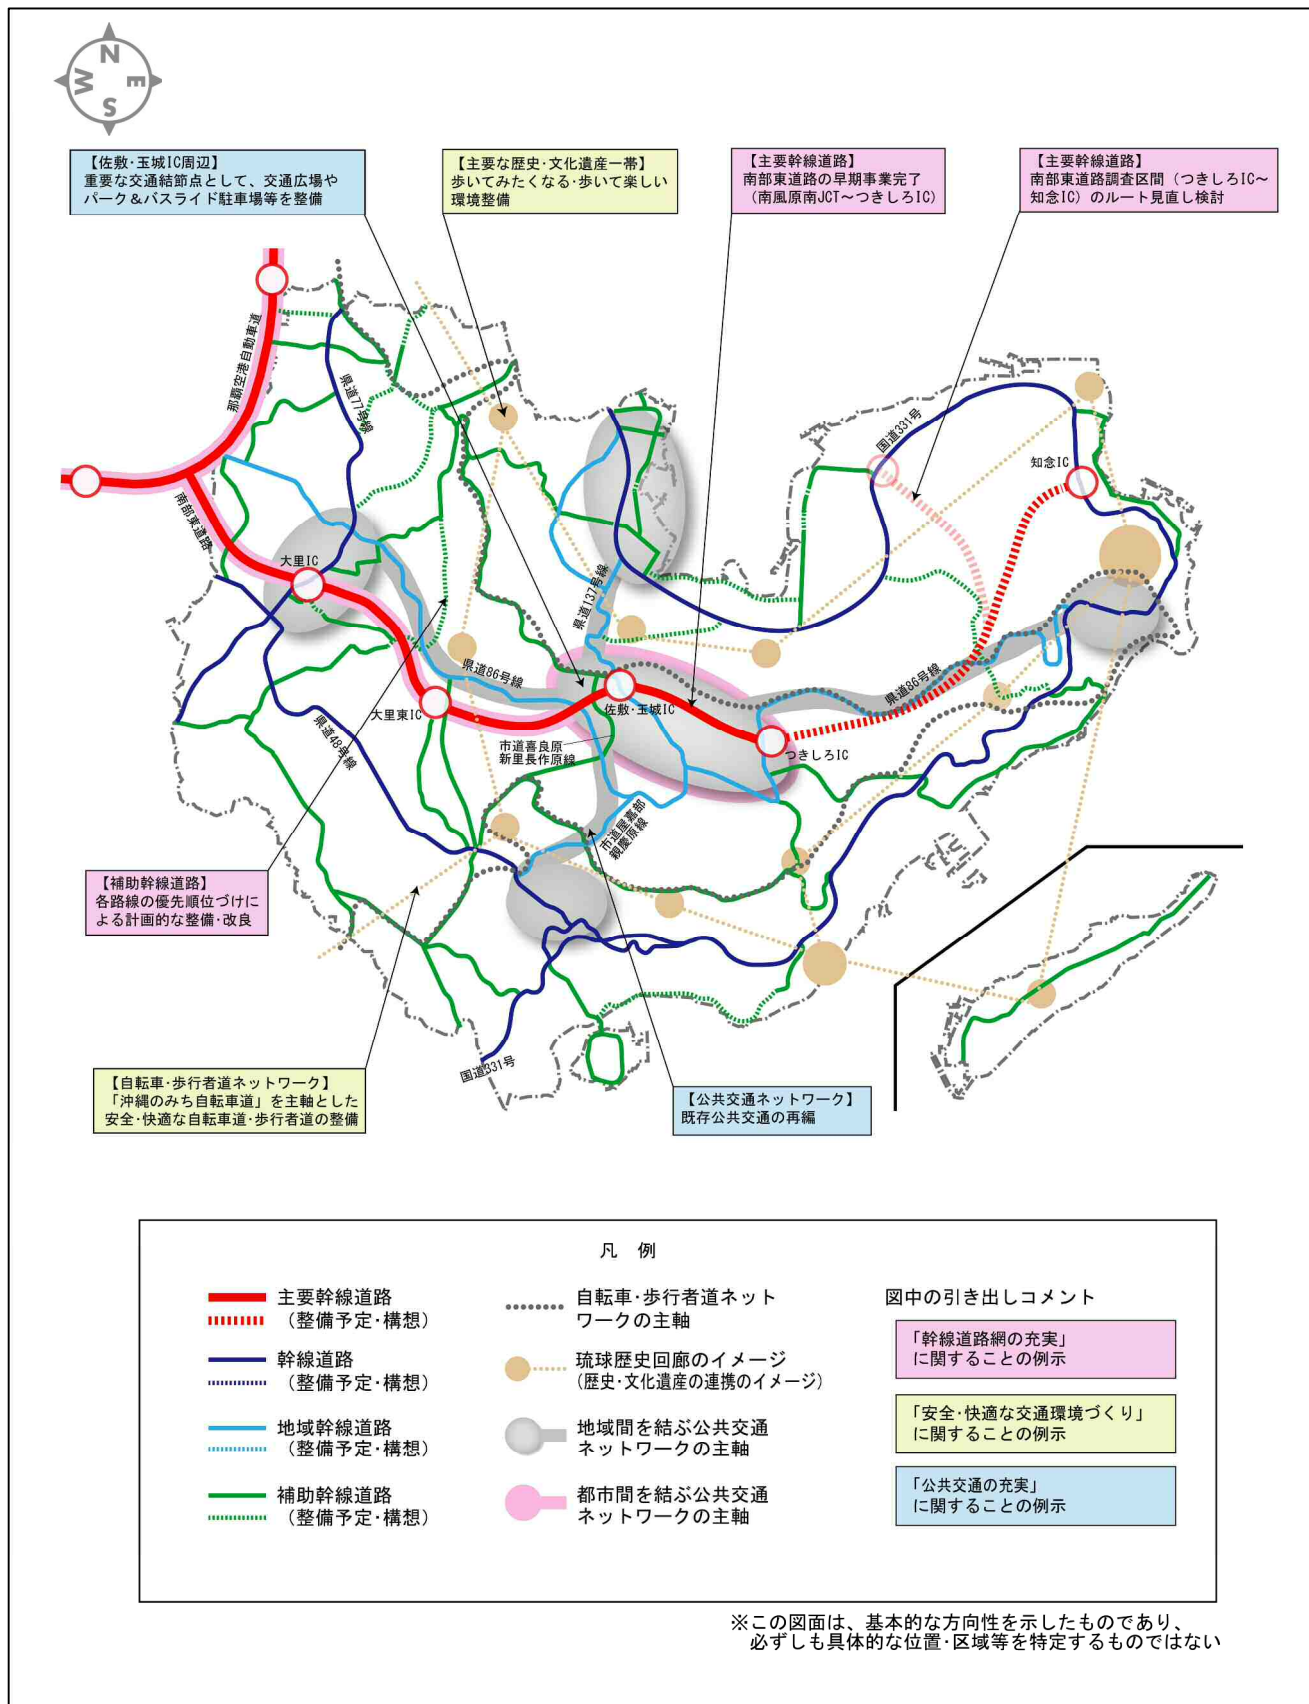 N
W
E
S
【佐敷・玉城IC周辺】
重要な交通結節点として、交通広場や
パーク＆バスライド駐車場等を整備
【主要な歴史・文化遺産一帯】
歩いてみたくなる・歩いて楽しい
環境整備
【主要幹線道路】
南部東道路の早期事業完了
（南風原南JCT～つきしろIC）
【主要幹線道路】
南部東道路調査区間（つきしろIC～
知念IC）のルート見直し検討
那覇空港自動車道
県道77号線
国道331号
知念IC
南部東道路
大里IC
県道137号線
県道86号線
県道86号線
大里東IC
佐敷・玉城IC
つきしろIC
県道48号線
市道喜良原
新里長作原線
市道屋嘉部
親慶原線
【補助幹線道路】
各路線の優先順位づけに
よる計画的な整備・改良
国道331号
【自転車・歩行者道ネットワーク】
「沖縄のみち自転車道」を主軸とした
安全・快適な自転車道・歩行者道の整備
【公共交通ネットワーク】
既存公共交通の再編
凡　例
主要幹線道路
（整備予定・構想）
幹線道路
（整備予定・構想）
地域幹線道路
（整備予定・構想）
補助幹線道路
（整備予定・構想）
自転車・歩行者道ネット
ワークの主軸
琉球歴史回廊のイメージ
（歴史・文化遺産の連携のイメージ）
地域間を結ぶ公共交通
ネットワークの主軸
都市間を結ぶ公共交通
ネットワークの主軸
図中の引き出しコメント
「幹線道路網の充実」
に関することの例示
「安全・快適な交通環境づくり」
に関することの例示
「公共交通の充実」
に関することの例示
※この図面は、基本的な方向性を示したものであり、
必ずしも具体的な位置・区域等を特定するものではない